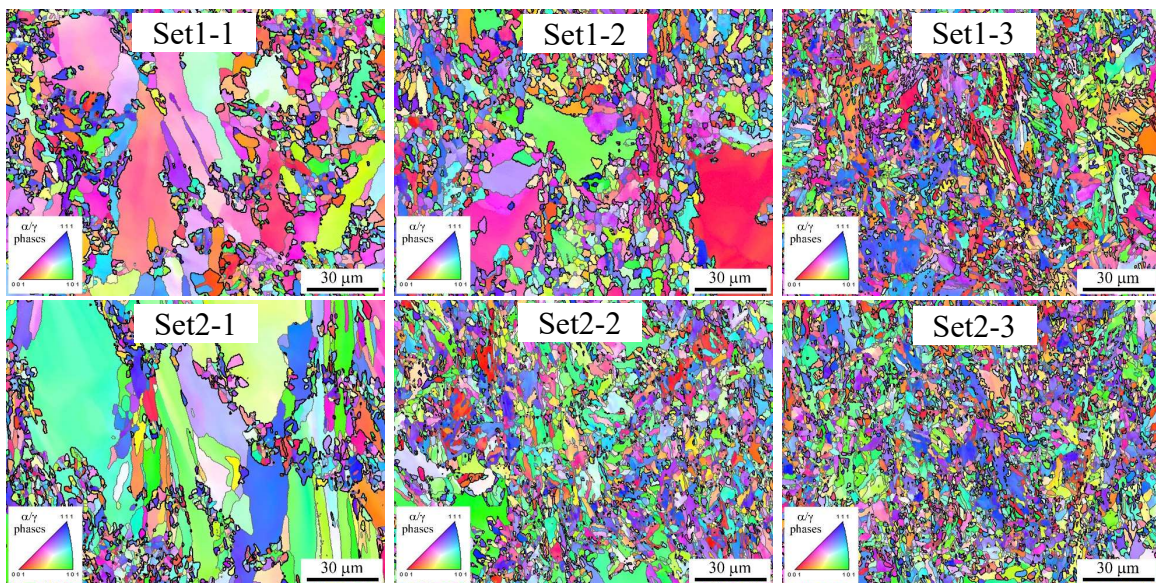 Set1-1
α/γ
phases
111
001
101
30 μm
Set1-2
α/γ
phases
111
001
101
30 μm
Set1-3
α/γ
phases
111
001
101
30 μm
Set2-1
α/γ
phases
111
001
101
30 μm
Set2-2
α/γ
phases
111
001
101
30 μm
Set2-3
α/γ
phases
111
001
101
30 μm